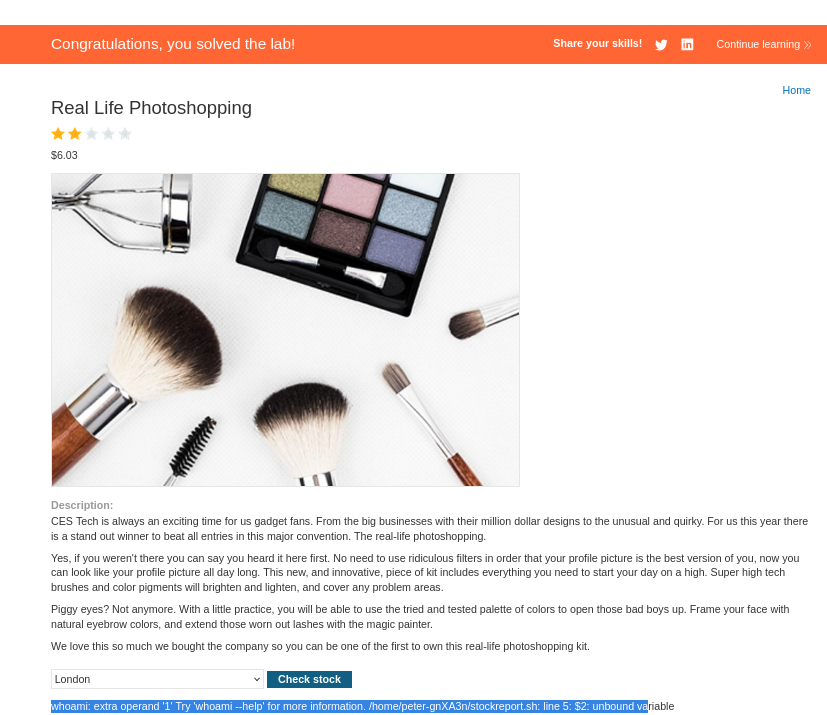 Congratulations, you solved the lab!
Share your skills!
Continue learning
Home
Real Life Photoshopping
$6.03
Description:
CES Tech is always an exciting time for us gadget fans. From the big businesses with their million dollar designs to the unusual and quirky. For us this year there
is a stand out winner to beat all entries in this major convention. The real-life photoshopping.
Yes, if you weren't there you can say you heard it here first. No need to use ridiculous filters in order that your profile picture is the best version of you, now you
can look like your profile picture all day long. This new, and innovative, piece of kit includes everything you need to start your day on a high. Super high tech
brushes and color pigments will brighten and lighten, and cover any problem areas.
Piggy eyes? Not anymore. With a little practice, you will be able to use the tried and tested palette of colors to open those bad boys up. Frame your face with
natural eyebrow colors, and extend those worn out lashes with the magic painter.
We love this so much we bought the company so you can be one of the first to own this real-life photoshopping kit.
London
Check stock
whoami: extra operand '1' Try 'whoami --help' for more information. /home/peter-gnXA3n/stockreport.sh: line 5: $2: unbound variable